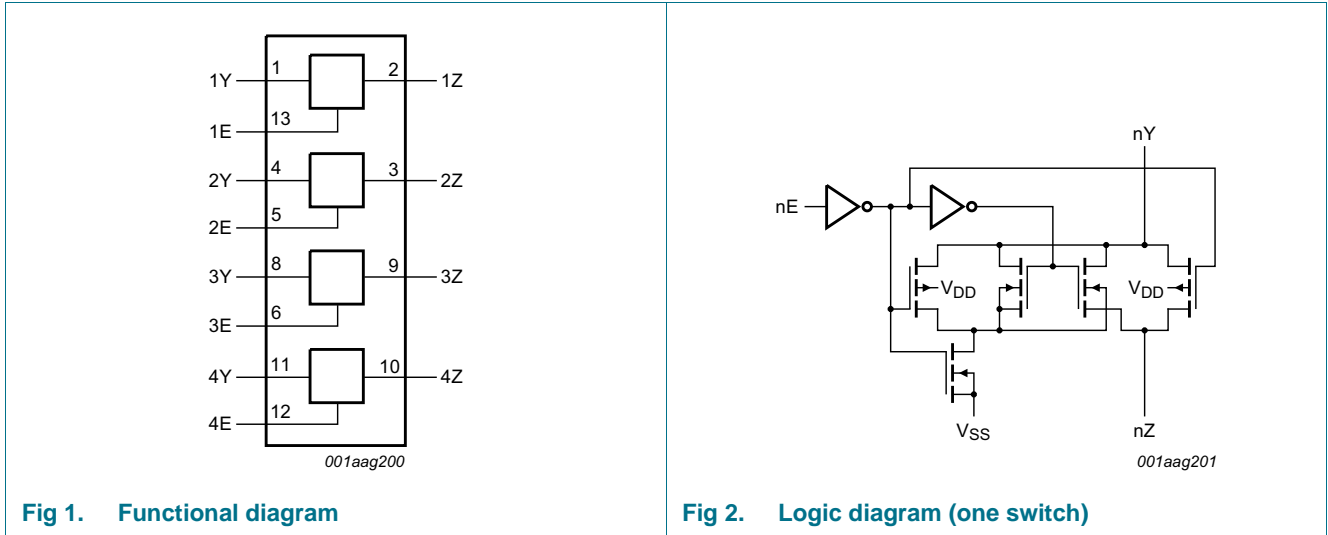 1Y 1 2 1Z
1E 13
2Y 4 3 2Z
2E 5
3Y 8 9 3Z
3E 6
4Y 11 10 4Z
4E 12
001aag200
Fig 1. Functional diagram
nY
nE
VDD VDD
VSS nZ
001aag201
Fig 2. Logic diagram (one switch)